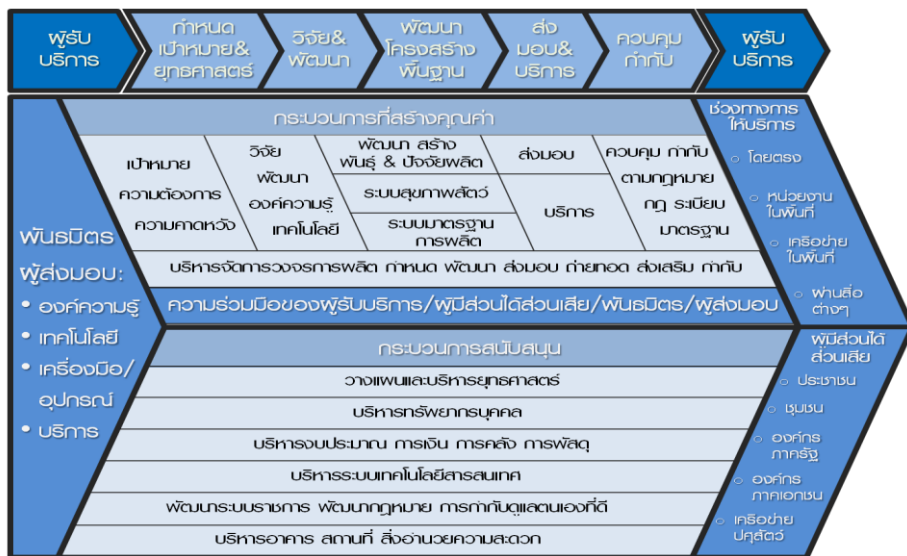 ผู้รับ
บริการ
กำหนด
เป้าหมาย&
ยุทธศาสตร์
วิจัย&
พัฒนา
พัฒนา
โครงสร้าง
พื้นฐาน
ส่ง
มอบ&
บริการ
ควบคุม
กำกับ
ผู้รับ
บริการ
พันธมิตร
ผู้ส่งมอบ:
• องค์ความรู้
• เทคโนโลยี
• เครื่องมือ/
อุปกรณ์
• บริการ
กระบวนการที่สร้างคุณค่า
เป้าหมาย
ความต้องการ
ความคาดหวัง
วิจัย
พัฒนา
องค์ความรู้
เทคโนโลยี
พัฒนา สร้าง
พันธุ์ & ปัจจัยผลิต
ระบบสุขภาพสัตว์
ระบบมาตรฐาน
การผลิต
ส่งมอบ
บริการ
ควบคุม กำกับ
ตามกฎหมาย
กฎ ระเบียบ
มาตรฐาน
บริหารจัดการวงจรการผลิต กำหนด พัฒนา ส่งมอบ ถ่ายทอด ส่งเสริม กำกับ
ความร่วมมือของผู้รับบริการ/ผู้มีส่วนได้ส่วนเสีย/พันธมิตร/ผู้ส่งมอบ
กระบวนการสนับสนุน
วางแผนและบริหารยุทธศาสตร์
บริหารทรัพยากรบุคคล
บริหารงบประมาณ การเงิน การคลัง การพัสดุ
บริหารระบบเทคโนโลยีสารสนเทศ
พัฒนาระบบราชการ พัฒนากฎหมาย การกำกับดูแลตนเองที่ดี
บริหารอาคาร สถานที่ สิ่งอำนวยความสะดวก
ช่วงทางการ
ให้บริการ
○ โดยตรง
○ หน่วยงาน
ในพื้นที่
○ เครือข่าย
ในพื้นที่
○ ผ่านสื่อ
ต่างๆ
ผู้มีส่วนได้
ส่วนเสีย
○ ประชาชน
○ ชุมชน
○ องค์กร
ภาครัฐ
○ องค์กร
ภาคเอกชน
○ เครือข่าย
ปศุสัตว์